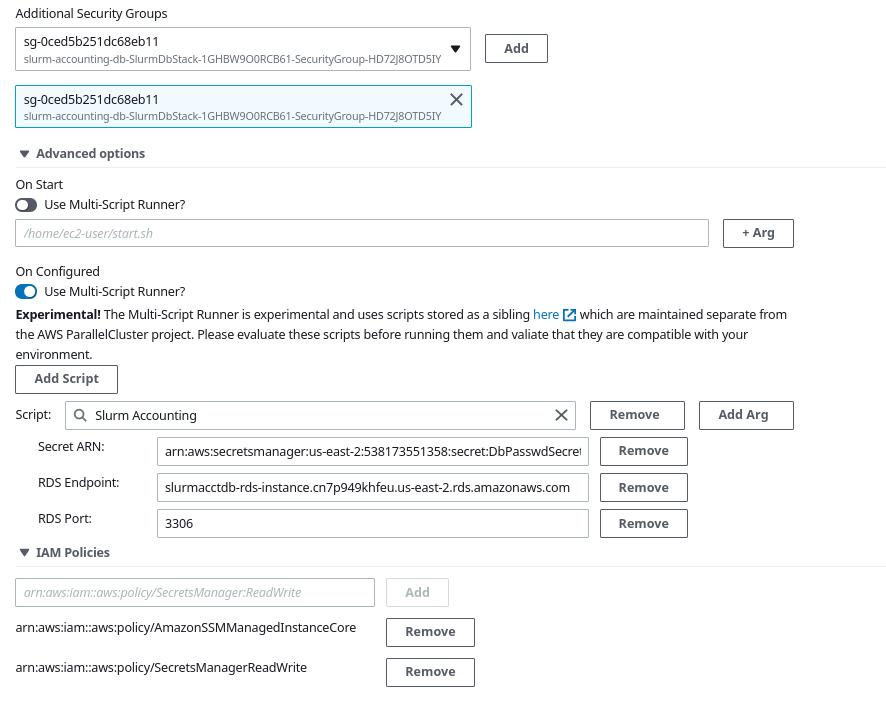 Additional Security Groups
sg-0ced5b251dc68eb11
slurm-accounting-db-SlurmDbStack-1GHBW9O0RCB61-SecurityGroup-HD72J8OTD5IY
Add
sg-0ced5b251dc68eb11
slurm-accounting-db-SlurmDbStack-1GHBW9O0RCB61-SecurityGroup-HD72J8OTD5IY
Advanced options
On Start
Use Multi-Script Runner?
/home/ec2-user/start.sh
+ Arg
On Configured
Use Multi-Script Runner?
Experimental! The Multi-Script Runner is experimental and uses scripts stored as a sibling here which are maintained separate from
the AWS ParallelCluster project. Please evaluate these scripts before running them and valiate that they are compatible with your
environment.
Add Script
Script: Slurm Accounting Remove Add Arg
Secret ARN: arn:aws:secretsmanager:us-east-2:538173551358:secret:DbPasswdSecret Remove
RDS Endpoint: slurmacctdb-rds-instance.cn7p949khfeu.us-east-2.rds.amazonaws.com Remove
RDS Port: 3306 Remove
IAM Policies
arn:aws:iam::aws:policy/SecretsManager:ReadWrite Add
arn:aws:iam::aws:policy/AmazonSSMManagedInstanceCore Remove
arn:aws:iam::aws:policy/SecretsManagerReadWrite Remove